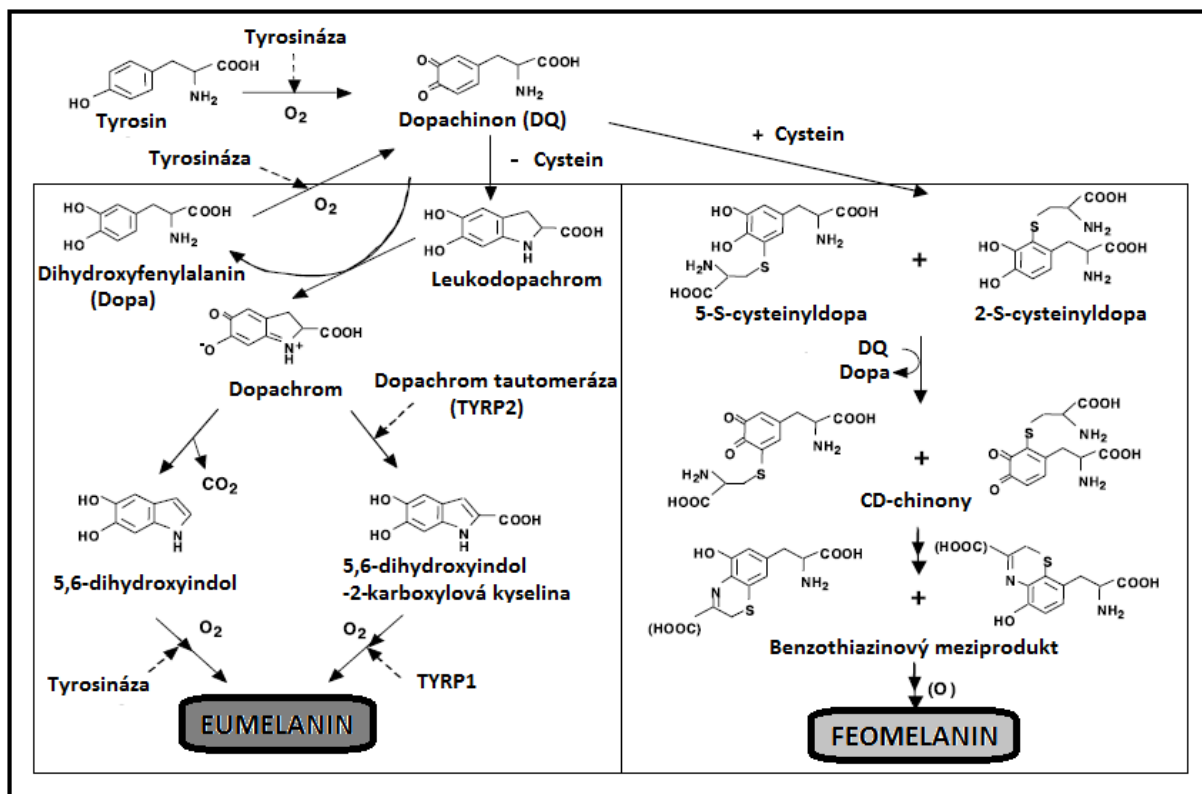 Tyrosináza
COOH
NH2
HO
O2
Tyrosin
O
O
COOH
NH2
Dopachinon (DQ)
+ Cystein
- Cystein
Tyrosináza
O2
HO
HO
COOH
NH2
Dihydroxyfenylalanin
(Dopa)
HO
HO
N
H
COOH
Leukodopachrom
O
-O
N+
H
COOH
Dopachrom
Dopachrom tautomeráza
(TYRP2)
CO2
HO
HO
N
H
5,6-dihydroxyindol
HO
HO
N
H
COOH
5,6-dihydroxyindol
-2-karboxylová kyselina
O2
O2
Tyrosináza
TYRP1
EUMELANIN
HO
HO
COOH
NH2
S
H2N
HOOC
5-S-cysteinyldopa
+
COOH
NH2
S
HO
HO
COOH
NH2
2-S-cysteinyldopa
DQ
Dopa
O
O
COOH
NH2
S
H2N
HOOC
+
COOH
NH2
S
O
O
COOH
NH2
CD-chinony
HO
COOH
NH2
N
S
(HOOC)
+
(HOOC)
S
N
HO
COOH
NH2
Benzothiazinový meziprodukt
(O)
FEOMELANIN